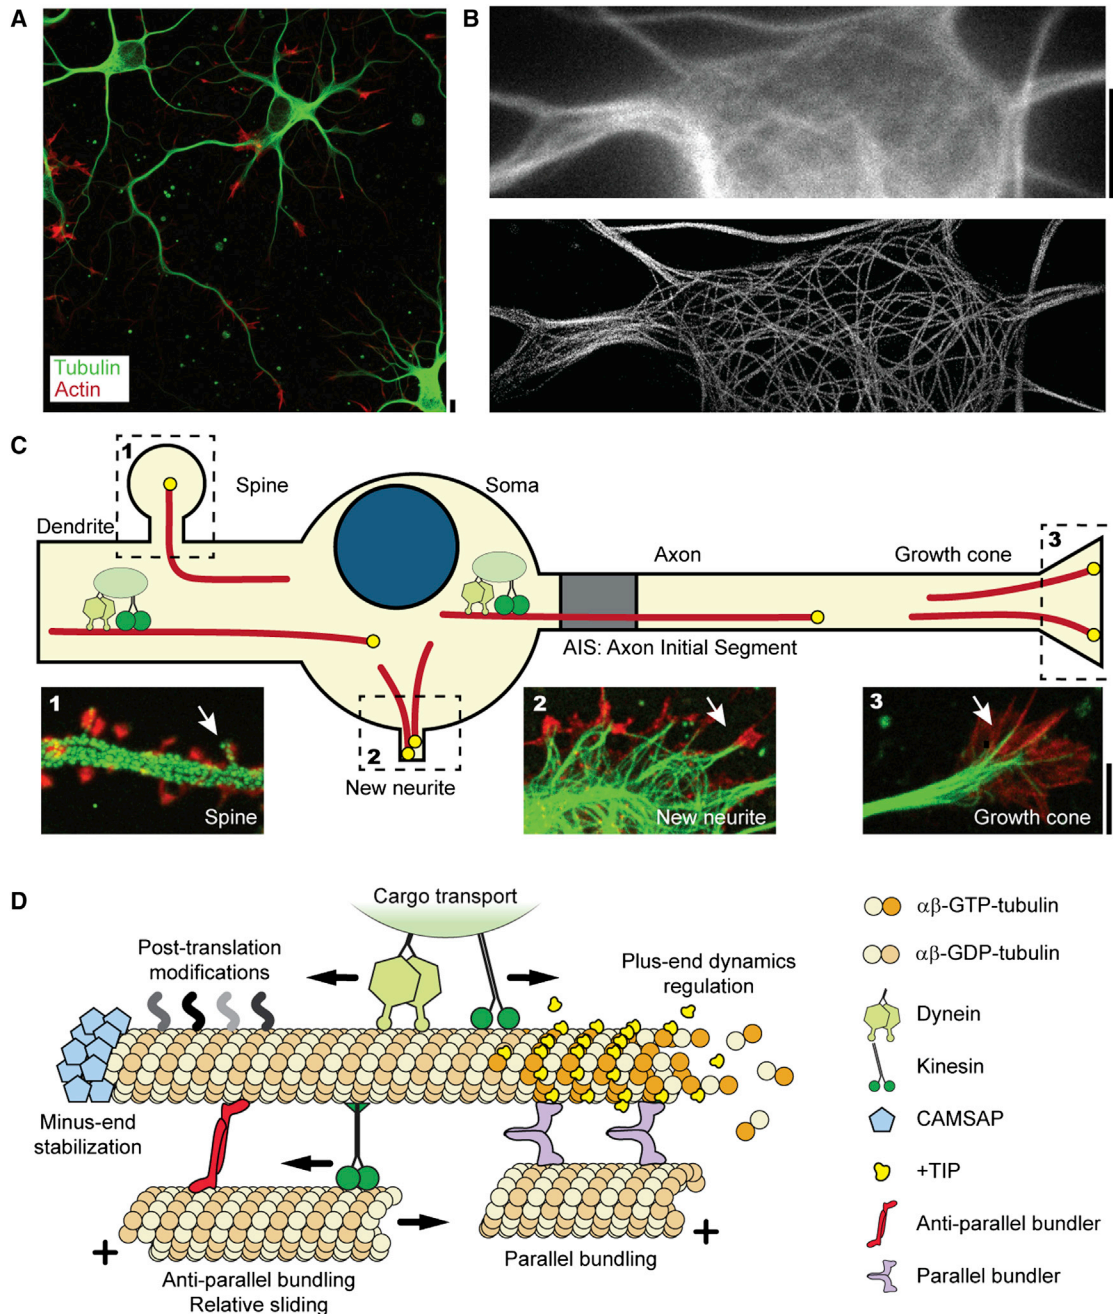 A
Tubulin
Actin
B
C
1
Spine
Soma
Dendrite
Axon
Growth cone
3
AIS: Axon Initial Segment
2
New neurite
1
Spine
2
New neurite
3
Growth cone
D
Cargo transport
Post-translation
modifications
Plus-end dynamics
regulation
Minus-end
stabilization
+
Anti-parallel bundling
Relative sliding
+
Parallel bundling
αβ-GTP-tubulin
αβ-GDP-tubulin
Dynein
Kinesin
CAMSAP
+TIP
Anti-parallel bundler
Parallel bundler